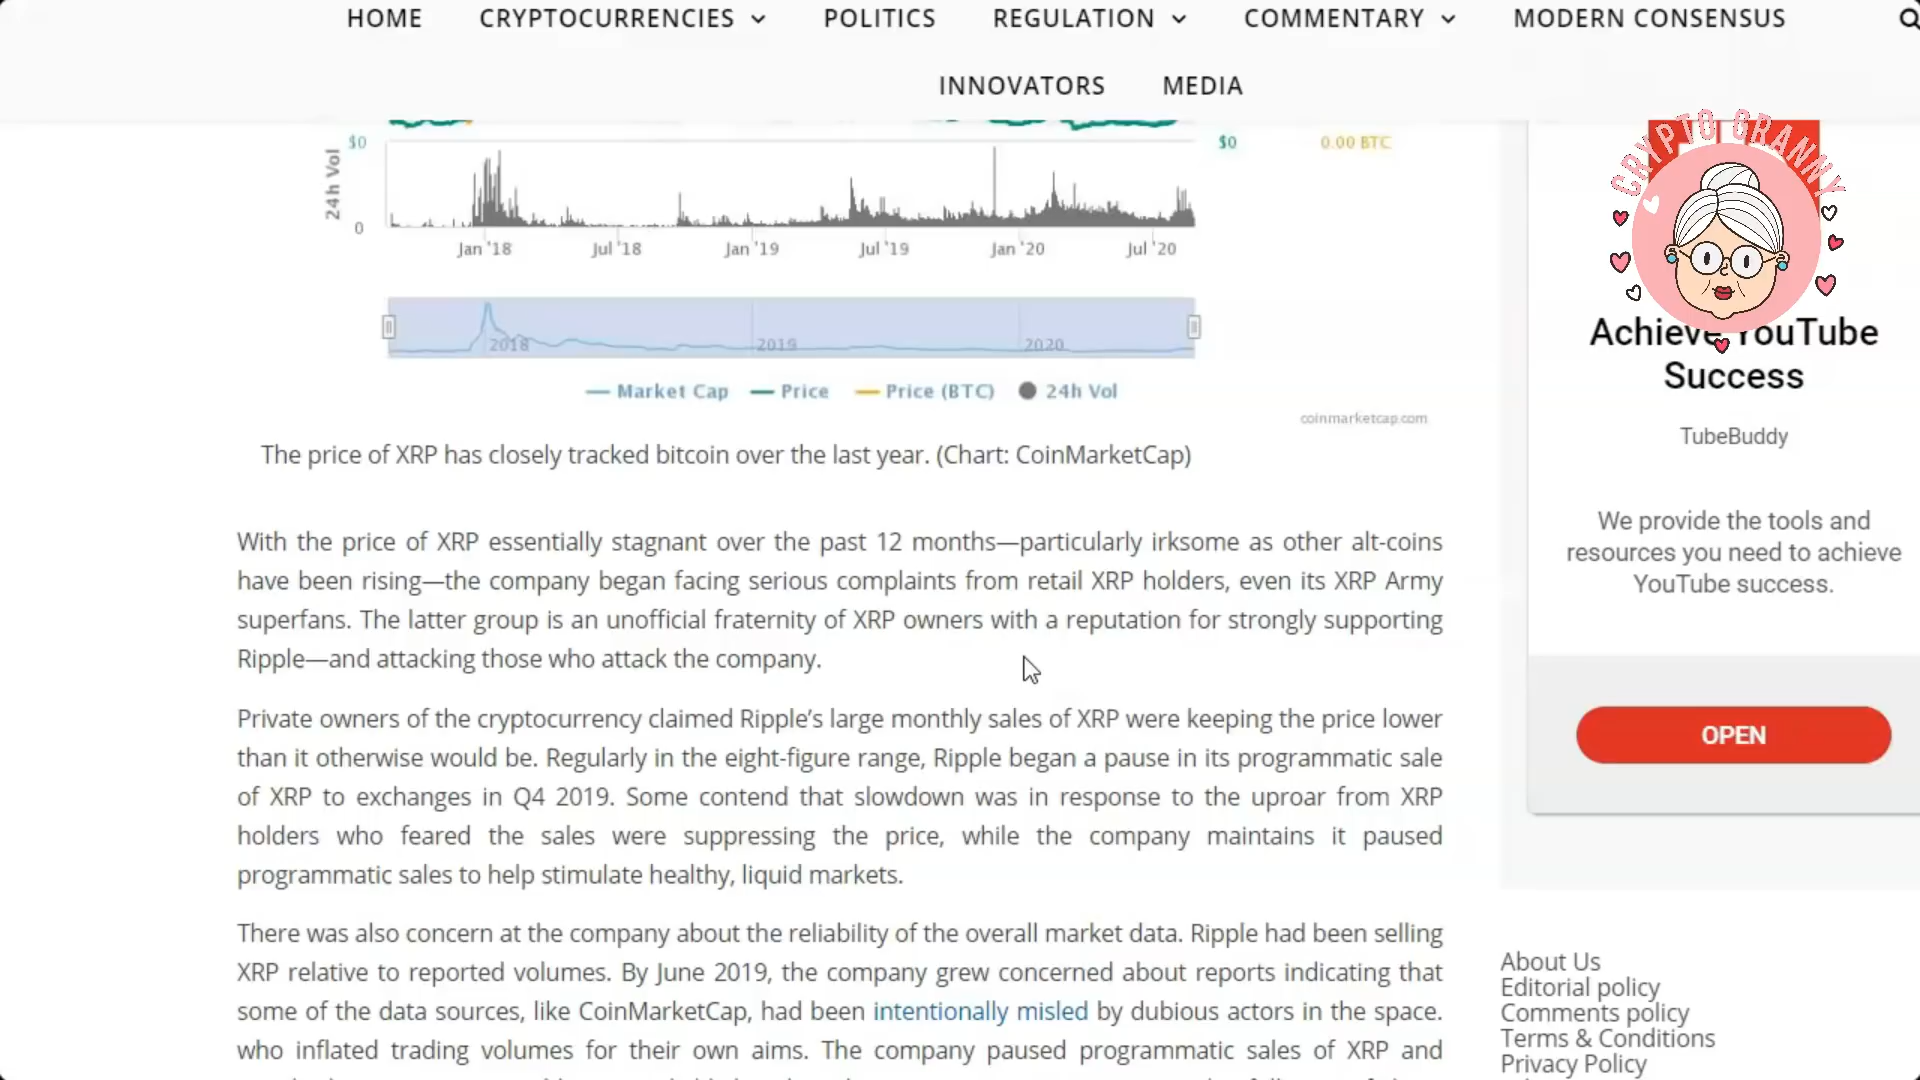 HOME CRYPTOCURRENCIES POLITICS REGULATION COMMENTARY MODERN CONSENSUS
INNOVATORS MEDIA
CRYPTO GRANNY
$0 $0 0.00 BTC
24h Vol
0
Jan '18 Jul '18 Jan '19 Jul '19 Jan '20 Jul '20
2018 2019 2020
Market Cap Price Price (BTC) 24h Vol
coinmarketcap.com
The price of XRP has closely tracked bitcoin over the last year. (Chart: CoinMarketCap)
With the price of XRP essentially stagnant over the past 12 months—particularly irksome as other alt-coins
have been rising—the company began facing serious complaints from retail XRP holders, even its XRP Army
superfans. The latter group is an unofficial fraternity of XRP owners with a reputation for strongly supporting
Ripple—and attacking those who attack the company.
Private owners of the cryptocurrency claimed Ripple’s large monthly sales of XRP were keeping the price lower
than it otherwise would be. Regularly in the eight-figure range, Ripple began a pause in its programmatic sale
of XRP to exchanges in Q4 2019. Some contend that slowdown was in response to the uproar from XRP
holders who feared the sales were suppressing the price, while the company maintains it paused
programmatic sales to help stimulate healthy, liquid markets.
There was also concern at the company about the reliability of the overall market data. Ripple had been selling
XRP relative to reported volumes. By June 2019, the company grew concerned about reports indicating that
some of the data sources, like CoinMarketCap, had been intentionally misled by dubious actors in the space.
who inflated trading volumes for their own aims. The company paused programmatic sales of XRP and
Achieve YouTube
Success
TubeBuddy
We provide the tools and
resources you need to achieve
YouTube success.
OPEN
About Us
Editorial policy
Comments policy
Terms & Conditions
Privacy Policy